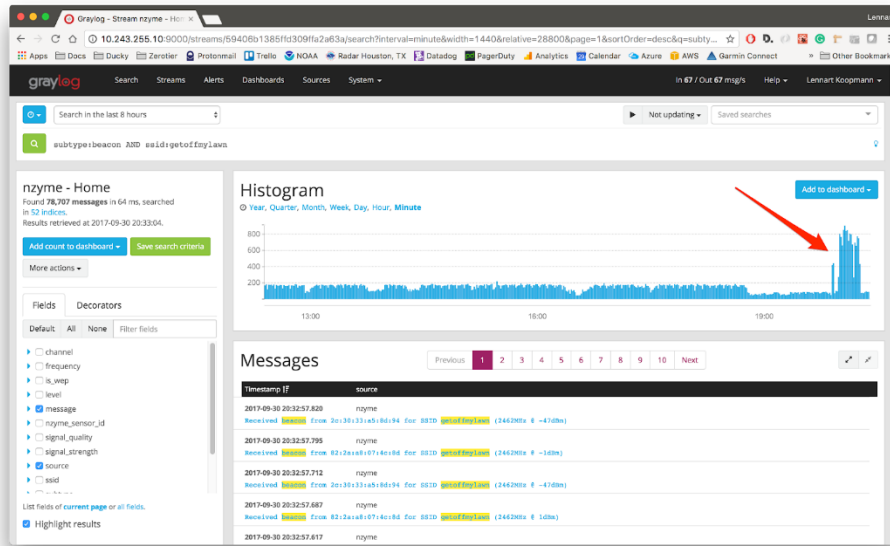 Graylog - Stream nzyme - Hom
Lennart
10.243.255.10:9000/streams/59406b1385ffd309ffa2a63a/search?interval=minute&width=1440&relative=28800&page=1&sortOrder=desc&q=subty...
Apps Docs Ducky Zerotier Protonmail Trello NOAA Radar Houston, TX Datadog PagerDuty Analytics Calendar Azure AWS Garmin Connect » Other Bookmark
graylog Search Streams Alerts Dashboards Sources System In 67 / Out 67 msg/s Help Lennart Koopmann
Search in the last 8 hours Not updating Saved searches
subtype:beacon AND ssid:getoffmylawn
nzyme - Home
Found 78,707 messages in 64 ms, searched
in 52 indices.
Results retrieved at 2017-09-30 20:33:04.
Add count to dashboard Save search criteria
More actions
Fields Decorators
Default All None Filter fields
channel
frequency
is_wep
level
message
nzyme_sensor_id
signal_quality
signal_strength
source
ssid
List fields of current page or all fields.
Highlight results
Histogram Add to dashboard
Year, Quarter, Month, Week, Day, Hour, Minute
800
600
400
200
13:00 16:00 19:00
Messages Previous 1 2 3 4 5 6 7 8 9 10 Next
Timestamp source
2017-09-30 20:32:57.820 nzyme
Received beacon from 2c:30:33:a5:8d:94 for SSID getoffmylawn (2462MHz @ -47dBm)
2017-09-30 20:32:57.795 nzyme
Received beacon from 82:2a:a8:07:4c:8d for SSID getoffmylawn (2462MHz @ -1dBm)
2017-09-30 20:32:57.712 nzyme
Received beacon from 2c:30:33:a5:8d:94 for SSID getoffmylawn (2462MHz @ -47dBm)
2017-09-30 20:32:57.687 nzyme
Received beacon from 82:2a:a8:07:4c:8d for SSID getoffmylawn (2462MHz @ 1dBm)
2017-09-30 20:32:57.617 nzyme